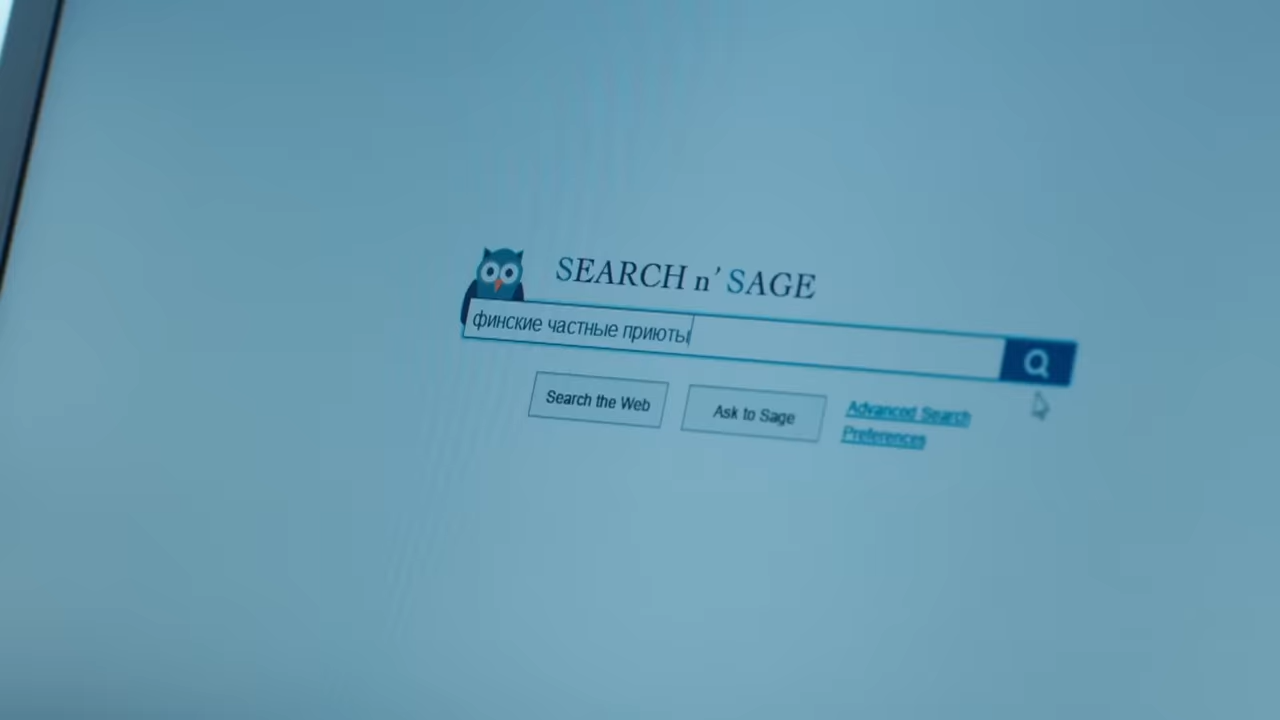 SEARCH n' SAGE
финские частные приюты
Search the Web
Ask to Sage
Advanced Search
Preferences